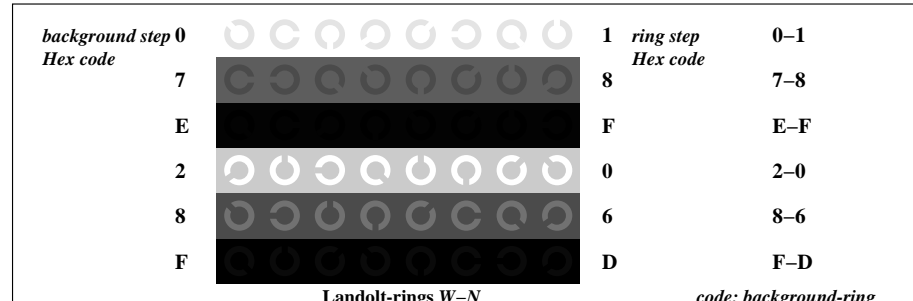 background step 0 1 ring step 0–1
Hex code Hex code
7 8 7–8
E F E–F
2 0 2–0
8 6 8–6
F D F–D
Landolt-rings W–N code: background-ring